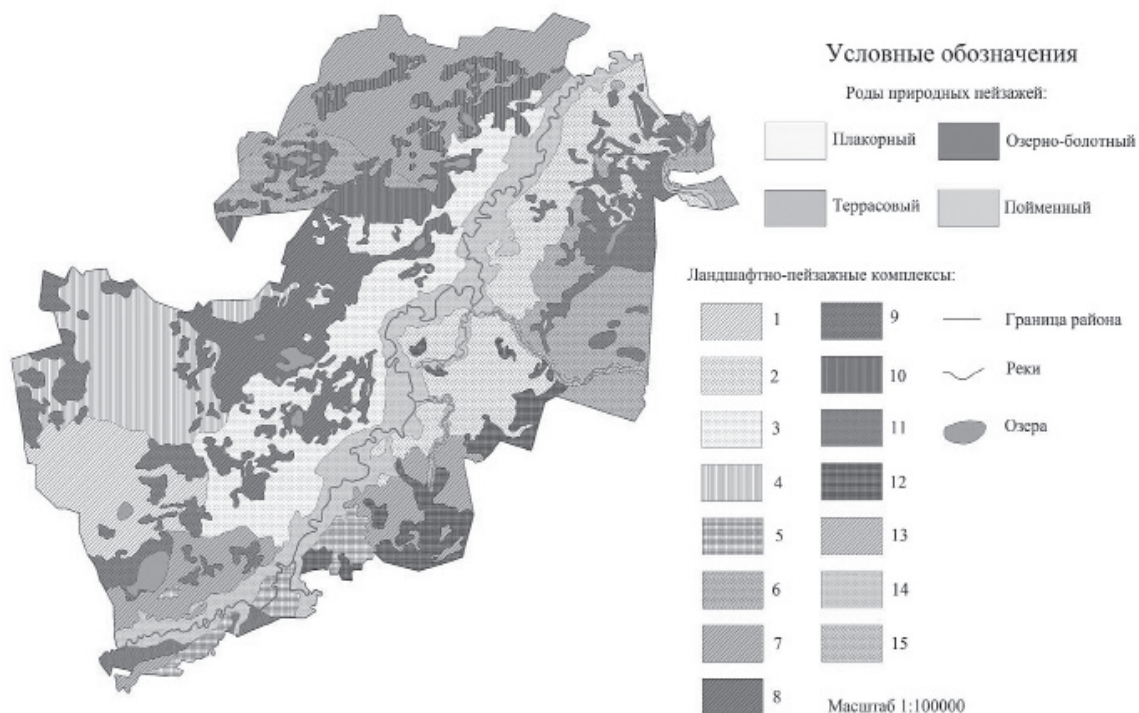 Условные обозначения
Роды природных пейзажей:
Плакорный
Озерно-болотный
Террасовый
Пойменный
Ландшафтно-пейзажные комплексы:
1
2
3
4
5
6
7
8
9
10
11
12
13
14
15
Граница района
Реки
Озера
Масштаб 1:100000